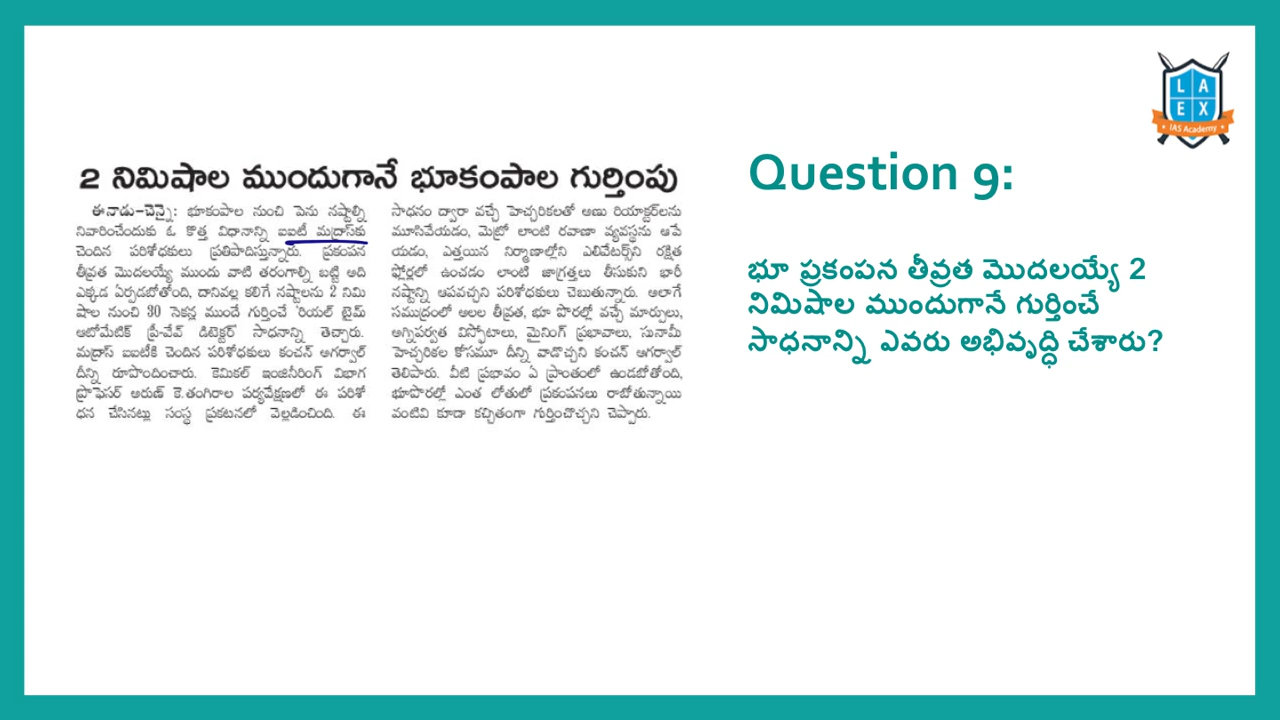 L A
E X
IAS Academy
2 నిమిషాల ముందుగానే భూకంపాల గుర్తింపు
ఈనాడు-చెన్నై: భూకంపాల నుంచి పెను నష్టాల్ని
నివారించేందుకు ఓ కొత్త విధానాన్ని ఐఐటీ మద్రాస్‌కు
చెందిన పరిశోధకులు ప్రతిపాదిస్తున్నారు. ప్రకంపన
తీవ్రత మొదలయ్యే ముందు వాటి తరంగాల్ని బట్టి అది
ఎక్కడ ఏర్పడబోతోంది, దానివల్ల కలిగే నష్టాలను 2 నిమి
షాల నుంచి 30 సెకన్ల ముందే గుర్తించే 'రియల్ టైమ్
ఆటోమేటిక్ ప్రీ-వేవ్ డిటెక్టర్' సాధనాన్ని తెచ్చారు.
మద్రాస్ ఐఐటీకి చెందిన పరిశోధకులు కంచన్ అగర్వాల్
దీన్ని రూపొందించారు. కెమికల్ ఇంజినీరింగ్ విభాగ
ప్రొఫెసర్ అరుణ్ కె.తంగిరాల పర్యవేక్షణలో ఈ పరిశో
ధన చేసినట్లు సంస్థ ప్రకటనలో వెల్లడించింది. ఈ
సాధనం ద్వారా వచ్చే హెచ్చరికలతో అణు రియాక్టర్‌లను
మూసివేయడం, మెట్రో లాంటి రవాణా వ్యవస్థను ఆపే
యడం, ఎత్తయిన నిర్మాణాల్లోని ఎలివేటర్స్‌ని రక్షిత
ఫ్లోర్లలో ఉంచడం లాంటి జాగ్రత్తలు తీసుకుని భారీ
నష్టాన్ని ఆపవచ్చని పరిశోధకులు చెబుతున్నారు. అలాగే
సముద్రంలో అలల తీవ్రత, భూ పొరల్లో వచ్చే మార్పులు,
అగ్నిపర్వత విస్ఫోటాలు, మైనింగ్ ప్రభావాలు, సునామీ
హెచ్చరికల కోసమూ దీన్ని వాడొచ్చని కంచన్ అగర్వాల్
తెలిపారు. వీటి ప్రభావం ఏ ప్రాంతంలో ఉండబోతోంది,
భూపొరల్లో ఎంత లోతులో ప్రకంపనలు రాబోతున్నాయి
వంటివి కూడా కచ్చితంగా గుర్తించొచ్చని చెప్పారు.
Question 9:
భూ ప్రకంపన తీవ్రత మొదలయ్యే 2
నిమిషాల ముందుగానే గుర్తించే
సాధనాన్ని ఎవరు అభివృద్ధి చేశారు?